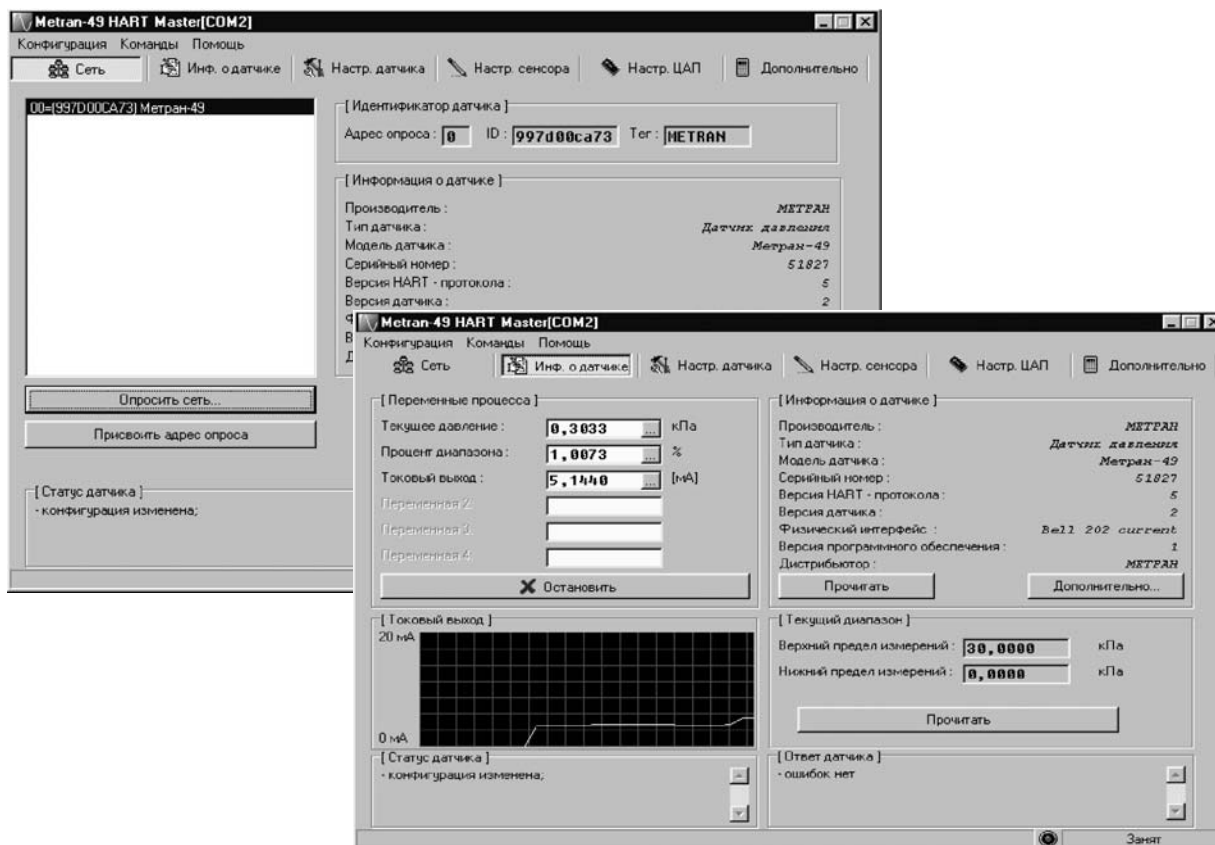 Metran-49 HART Master[COM2]
Конфигурация Команды Помощь
Сеть Инф. о датчике Настр. датчика Настр. сенсора Настр. ЦАП Дополнительно
00=(997D00CA73) Метран-49
[ Идентификатор датчика ]
Адрес опроса : 0 ID : 997d00ca73 Тег : METRAN
[ Информация о датчике ]
Производитель : МЕТРАН
Тип датчика : Датчик давления
Модель датчика : Метран-49
Серийный номер : 51827
Версия HART - протокола : 5
Версия датчика : 2
Опросить сеть...
Присвоить адрес опроса
[ Статус датчика ]
- конфигурация изменена;
Metran-49 HART Master[COM2]
Конфигурация Команды Помощь
Сеть Инф. о датчике Настр. датчика Настр. сенсора Настр. ЦАП Дополнительно
[ Переменные процесса ]
Текущее давление : 0,3033 ... кПа
Процент диапазона : 1,0073 ... %
Токовый выход : 5,1440 ... [мА]
Переменная 2:
Переменная 3:
Переменная 4:
Остановить
[ Информация о датчике ]
Производитель : МЕТРАН
Тип датчика : Датчик давления
Модель датчика : Метран-49
Серийный номер : 51827
Версия HART - протокола : 5
Версия датчика : 2
Физический интерфейс : Bell 202 current
Версия программного обеспечения : 1
Дистрибьютор : МЕТРАН
Прочитать Дополнительно...
[ Токовый выход ]
20 мА
0 мА
[ Текущий диапазон ]
Верхний предел измерений : 30,0000 кПа
Нижний предел измерений : 0,0000 кПа
Прочитать
[ Статус датчика ]
- конфигурация изменена;
[ Ответ датчика ]
- ошибок нет
Занят